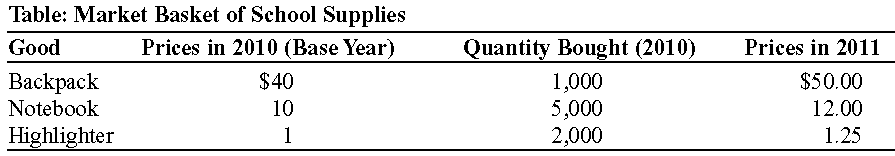 Table: Market Basket of School Supplies
Good Prices in 2010 (Base Year) Quantity Bought (2010) Prices in 2011
Backpack $40 1,000 $50.00
Notebook 10 5,000 12.00
Highlighter 1 2,000 1.25